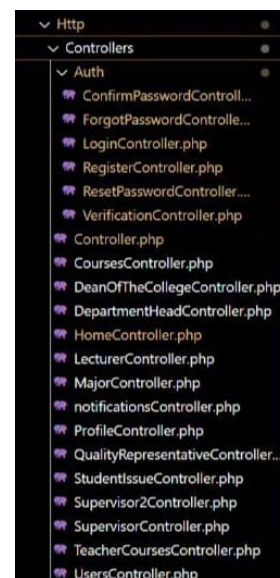 Http
Controllers
Auth
ConfirmPasswordControll...
ForgotPasswordControlle...
LoginController.php
RegisterController.php
ResetPasswordController....
VerificationController.php
Controller.php
CoursesController.php
DeanOfTheCollegeController.php
DepartmentHeadController.php
HomeController.php
LecturerController.php
MajorController.php
notificationsController.php
ProfileController.php
QualityRepresentativeController...
StudentIssueController.php
Supervisor2Controller.php
SupervisorController.php
TeacherCoursesController.php
UsersController.php